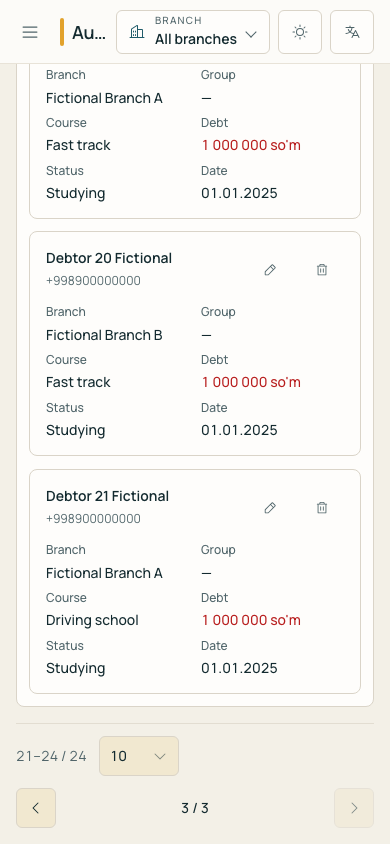 Au...
BRANCH
All branches
Branch Group
Fictional Branch A —
Course Debt
Fast track 1 000 000 so'm
Status Date
Studying 01.01.2025
Debtor 20 Fictional
+998900000000
Branch Group
Fictional Branch B —
Course Debt
Fast track 1 000 000 so'm
Status Date
Studying 01.01.2025
Debtor 21 Fictional
+998900000000
Branch Group
Fictional Branch A —
Course Debt
Driving school 1 000 000 so'm
Status Date
Studying 01.01.2025
21–24 / 24 10
3 / 3